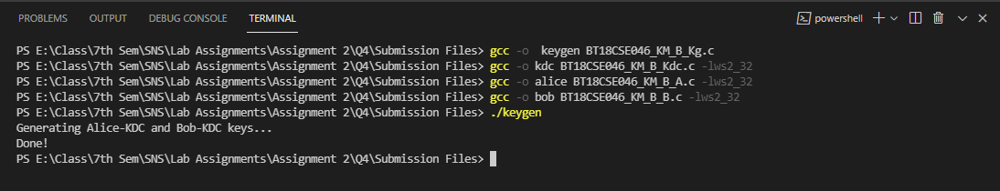 PROBLEMS OUTPUT DEBUG CONSOLE TERMINAL powershell
PS E:\Class\7th Sem\SNS\Lab Assignments\Assignment 2\Q4\Submission Files> gcc -o  keygen BT18CSE046_KM_B_Kg.c
PS E:\Class\7th Sem\SNS\Lab Assignments\Assignment 2\Q4\Submission Files> gcc -o kdc BT18CSE046_KM_B_Kdc.c -lws2_32
PS E:\Class\7th Sem\SNS\Lab Assignments\Assignment 2\Q4\Submission Files> gcc -o alice BT18CSE046_KM_B_A.c -lws2_32
PS E:\Class\7th Sem\SNS\Lab Assignments\Assignment 2\Q4\Submission Files> gcc -o bob BT18CSE046_KM_B_B.c -lws2_32
PS E:\Class\7th Sem\SNS\Lab Assignments\Assignment 2\Q4\Submission Files> ./keygen
Generating Alice-KDC and Bob-KDC keys...
Done!
PS E:\Class\7th Sem\SNS\Lab Assignments\Assignment 2\Q4\Submission Files>